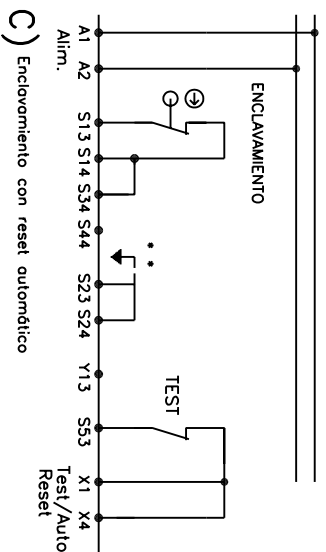 ENCLAVAMIENTO
TEST
A1 A2 S13 S14 S34 S44 S23 S24 Y13 S53 X1 X4
Alim.
Test/Auto
Reset
* *
C) Enclavamiento con reset automático